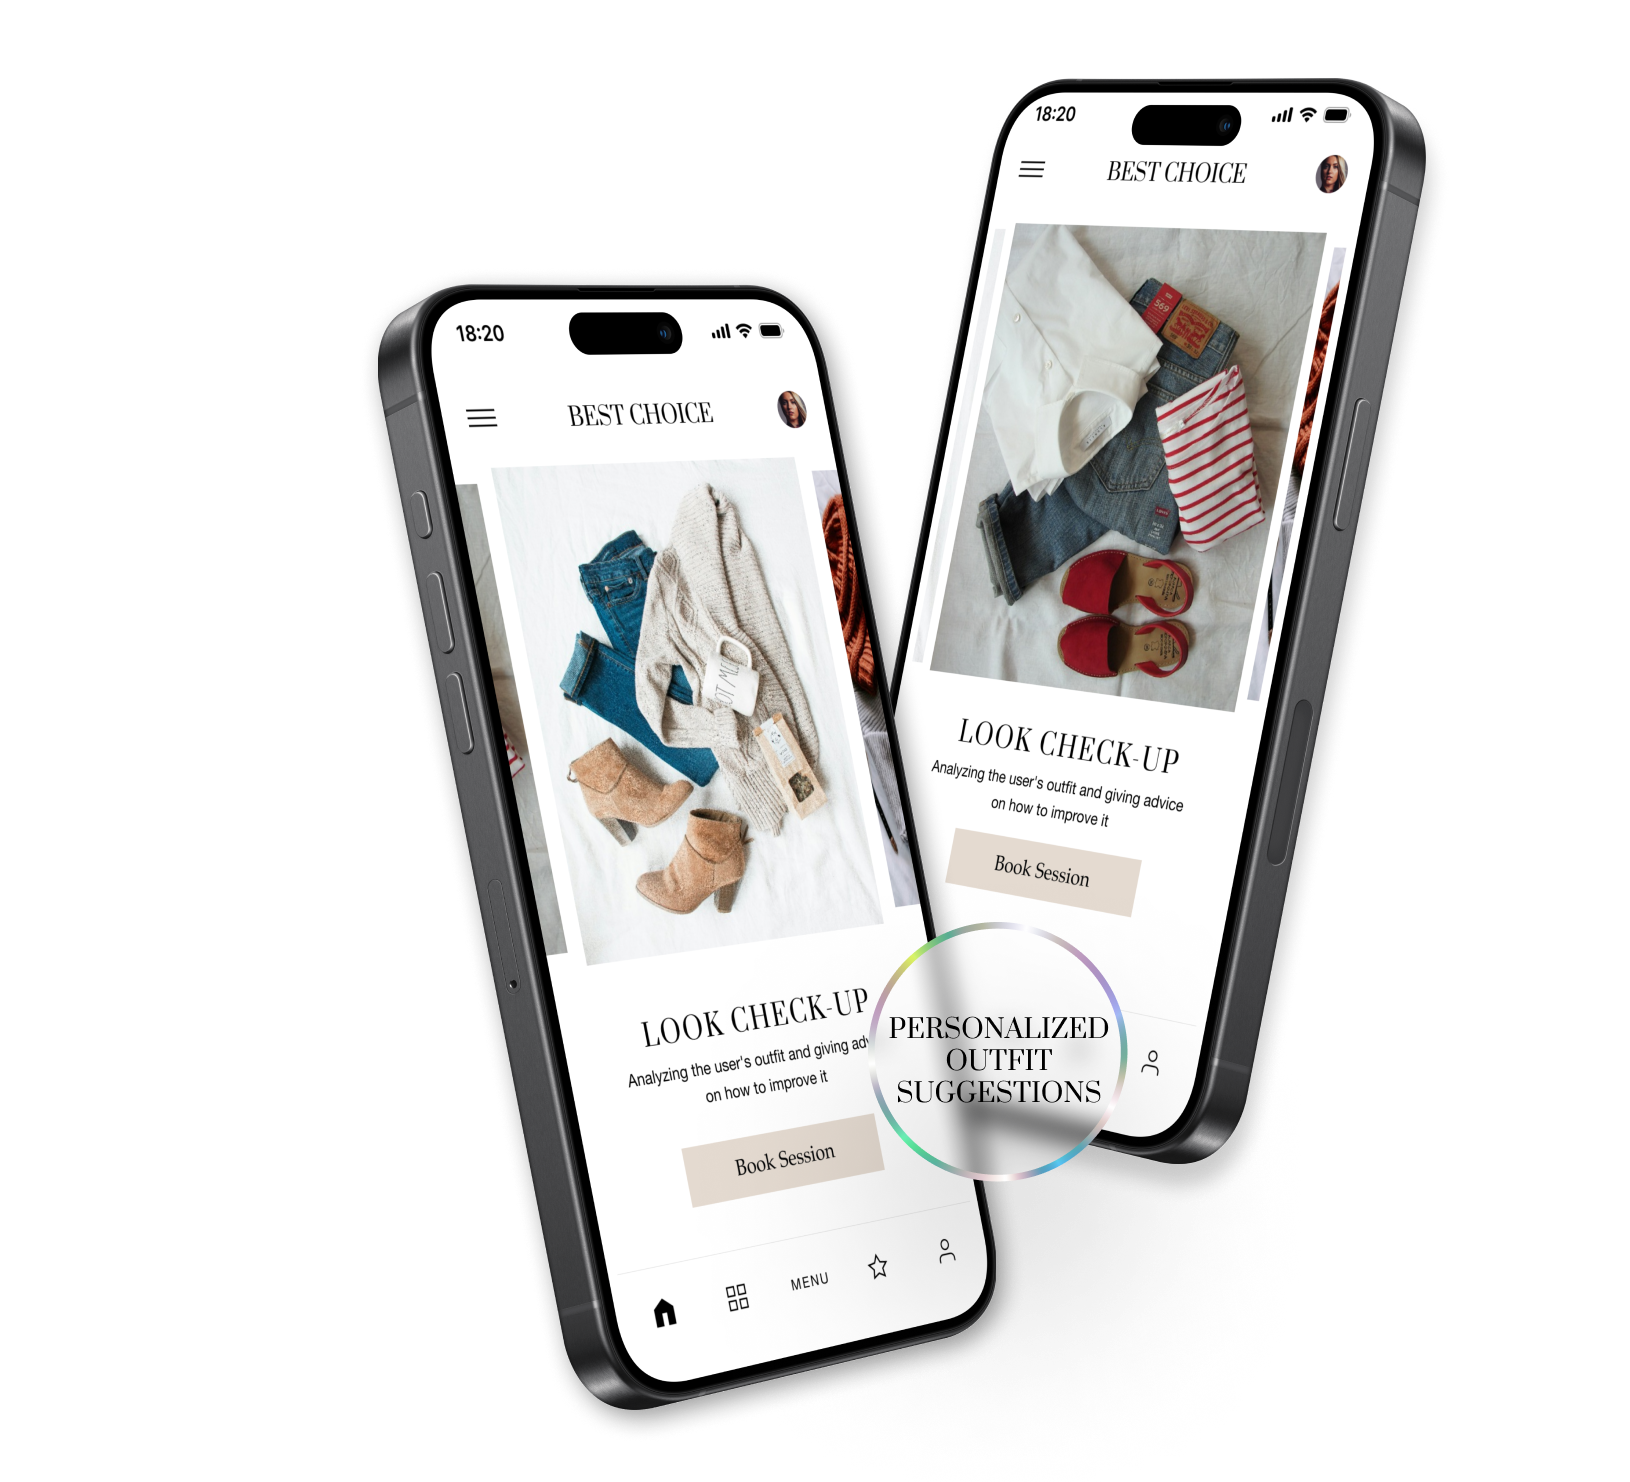 18:20
BEST CHOICE
LOOK CHECK-UP
Analyzing the user's outfit and giving
on how to improve it
Book Session
MENU
18:20
BEST CHOICE
569
LOOK CHECK-UP
Analyzing the user's outfit and giving advice
on how to improve it
Book Session
PERSONALIZED
OUTFIT
SUGGESTIONS